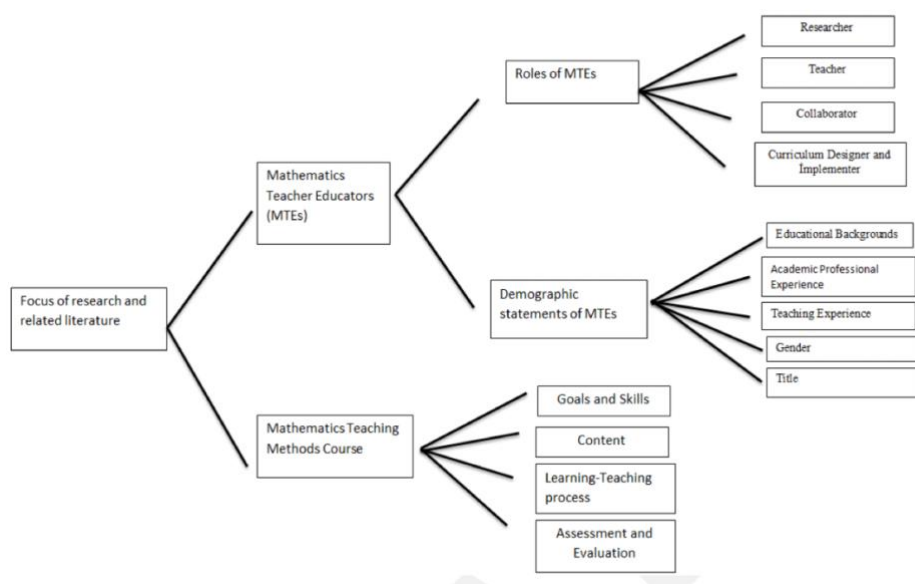 Focus of research and
related literature
Mathematics
Teacher Educators
(MTEs)
Roles of MTEs
Researcher
Teacher
Collaborator
Curriculum Designer and
İmplementer
Demographic
statements of MTEs
Educational Backgrounds
Academic Professional
Experience
Teaching Experience
Gender
Title
Mathematics Teaching
Methods Course
Goals and Skills
Content
Learning-Teaching
process
Assessment and
Evaluation